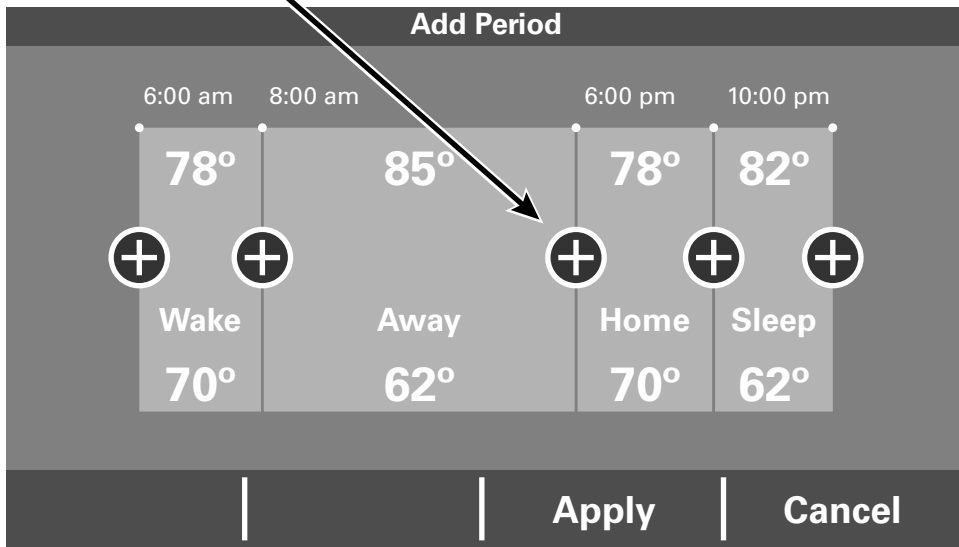 Add Period
6:00 am 8:00 am 6:00 pm 10:00 pm
78º 85º 78º 82º
Wake Away Home Sleep
70º 62º 70º 62º
Apply Cancel